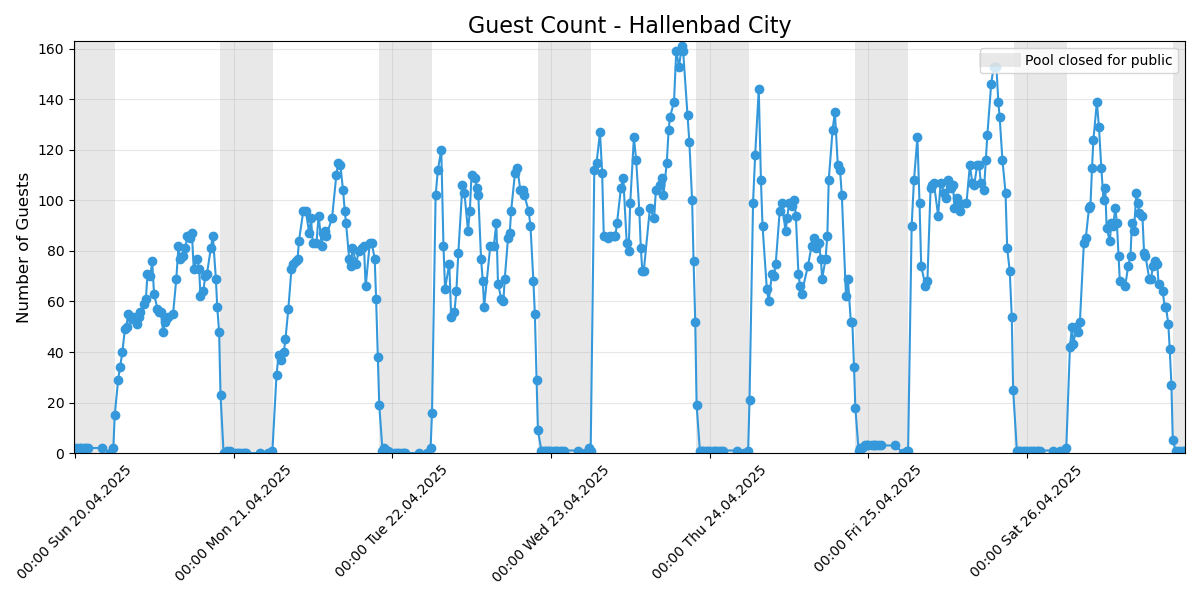 Guest Count - Hallenbad City
Pool closed for public
Number of Guests
160
140
120
100
80
60
40
20
0
00:00 Sun 20.04.2025
00:00 Mon 21.04.2025
00:00 Tue 22.04.2025
00:00 Wed 23.04.2025
00:00 Thu 24.04.2025
00:00 Fri 25.04.2025
00:00 Sat 26.04.2025